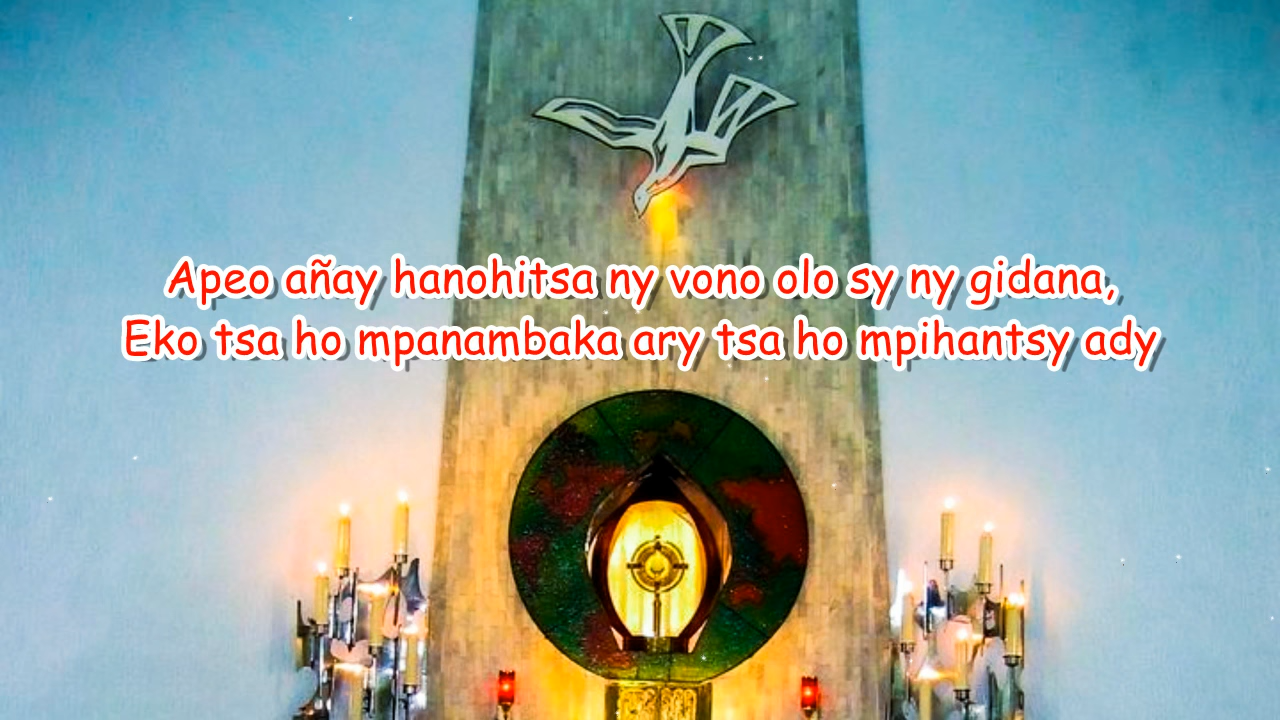 Apeo añay hanohitsa ny vono olo sy ny gidana,
Eko tsa ho mpanambaka ary tsa ho mpihantsy ady